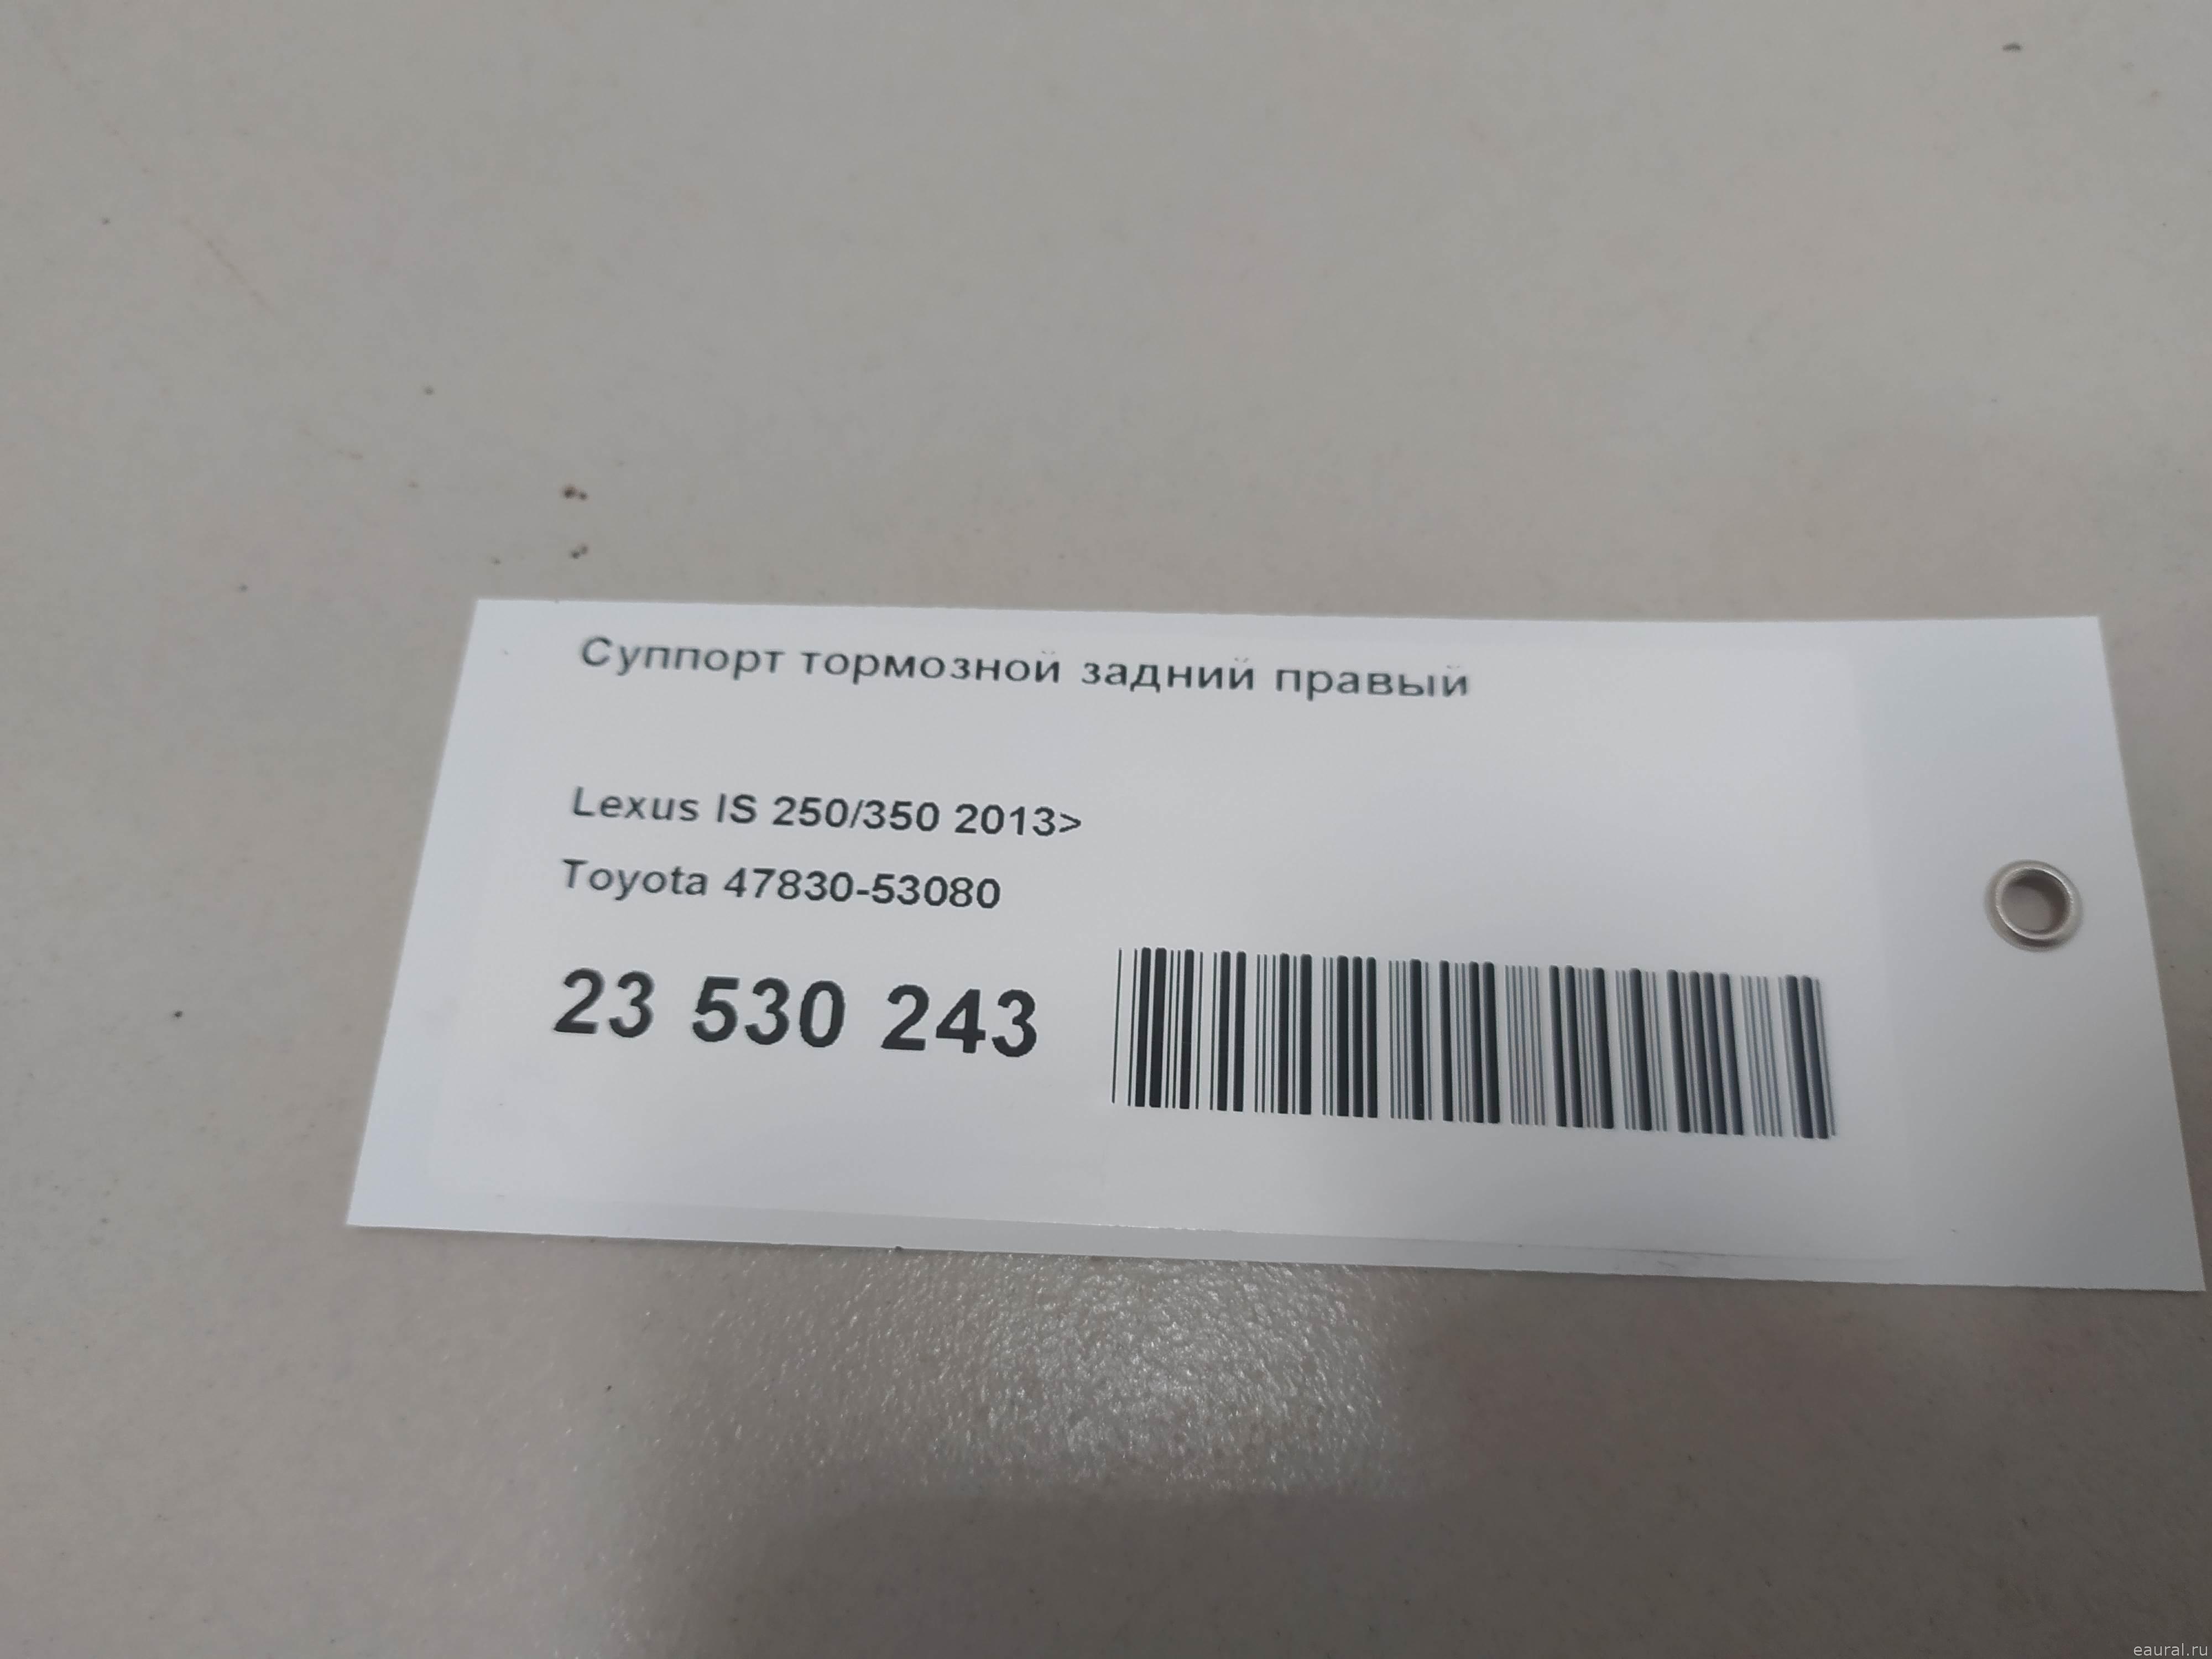 Суппорт тормозной задний правый
Lexus IS 250/350 2013>
Toyota 47830-53080
23 530 243
eaural.ru